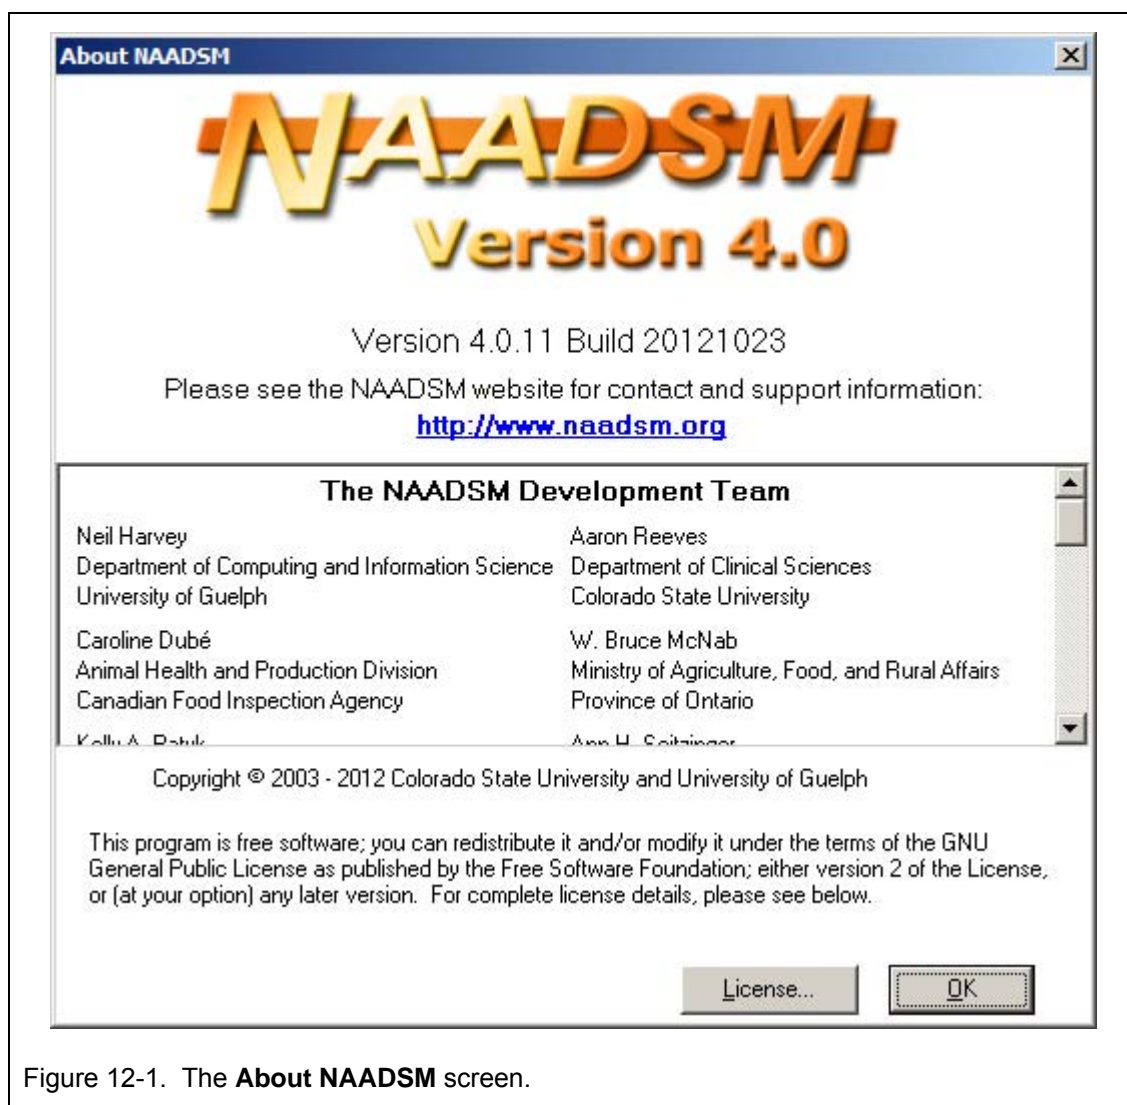 About NAADSM
NAADSM
Version 4.0
Version 4.0.11 Build 20121023
Please see the NAADSM website for contact and support information:
http://www.naadsm.org
The NAADSM Development Team
Neil Harvey
Department of Computing and Information Science
University of Guelph
Aaron Reeves
Department of Clinical Sciences
Colorado State University
Caroline Dubé
Animal Health and Production Division
Canadian Food Inspection Agency
W. Bruce McNab
Ministry of Agriculture, Food, and Rural Affairs
Province of Ontario
Kelly A.
Ann H. Seitzinger
Copyright © 2003 - 2012 Colorado State University and University of Guelph
This program is free software; you can redistribute it and/or modify it under the terms of the GNU
General Public License as published by the Free Software Foundation; either version 2 of the License,
or (at your option) any later version.  For complete license details, please see below.
License...
OK
Figure 12-1.  The About NAADSM screen.